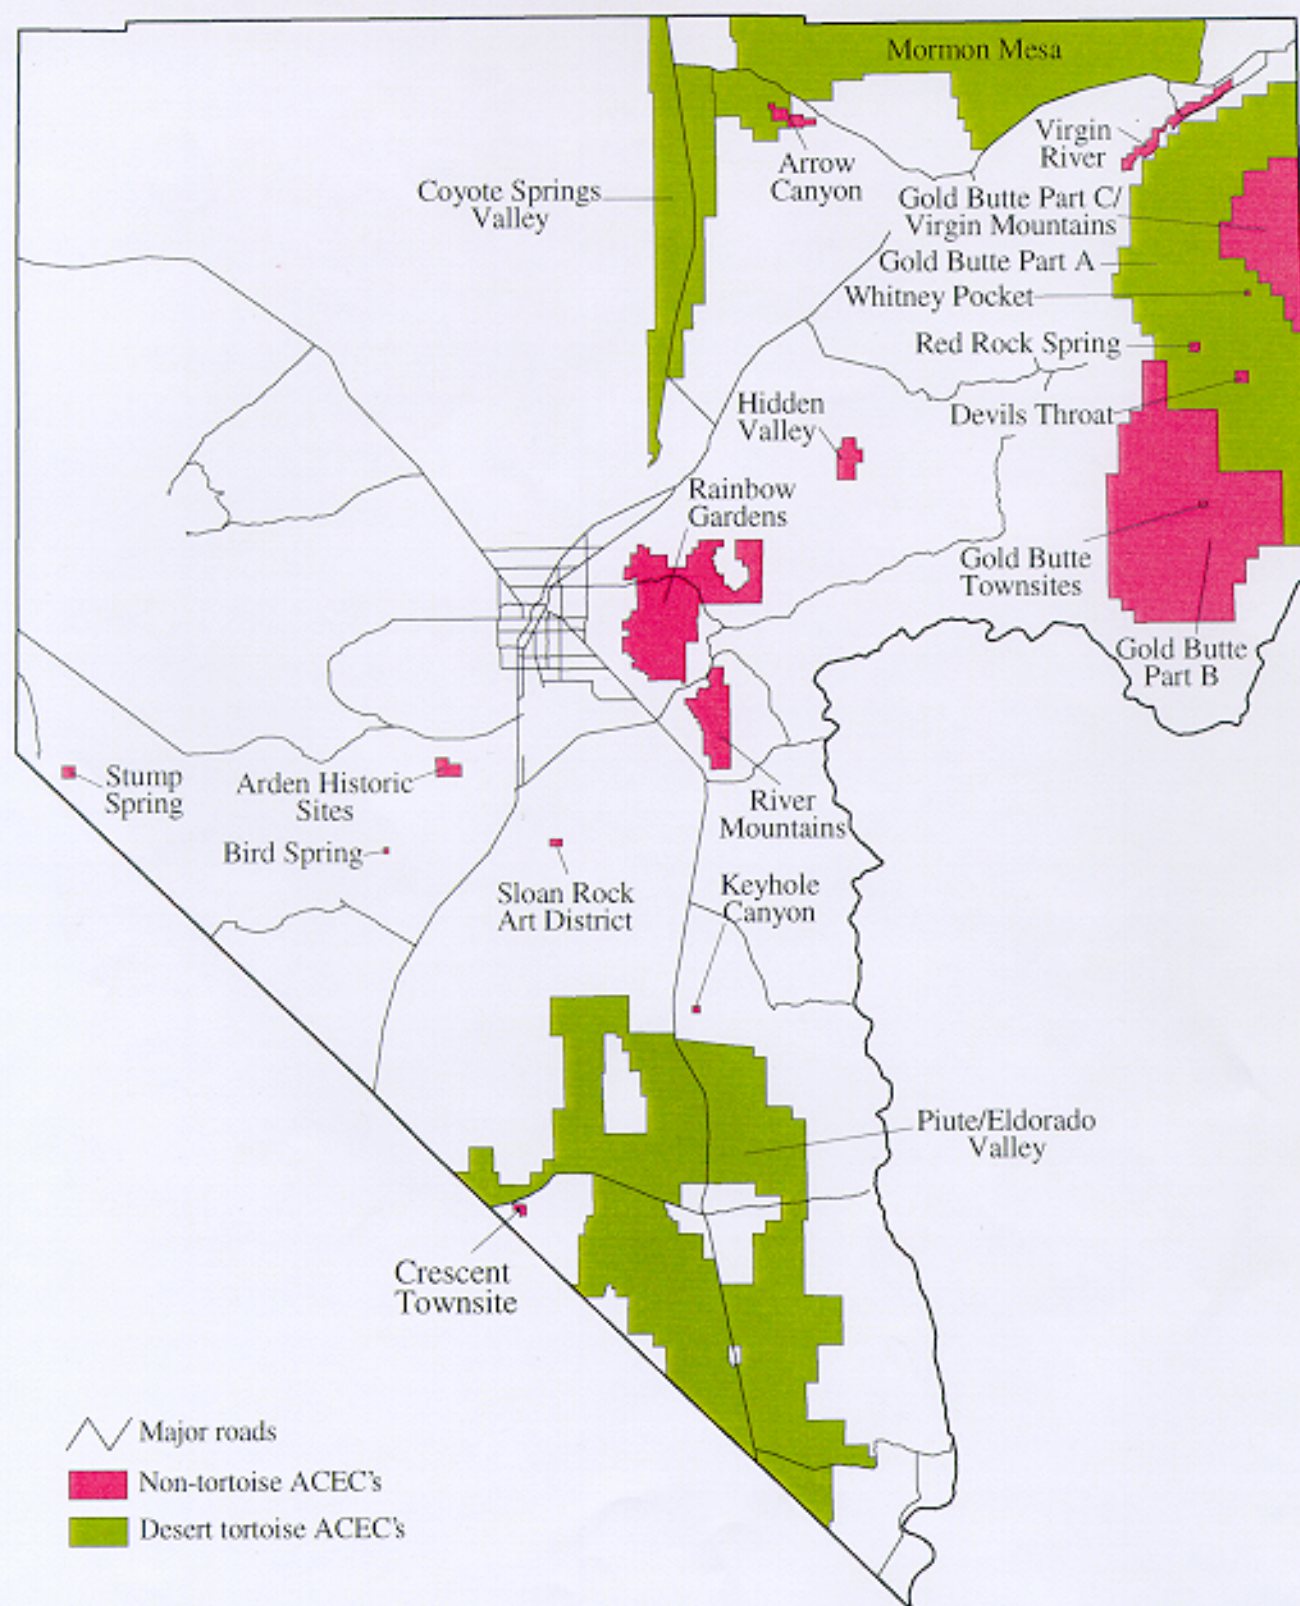 Mormon Mesa
Virgin
River
Arrow
Canyon
Coyote Springs
Valley
Gold Butte Part C/
Virgin Mountains
Gold Butte Part A
Whitney Pocket
Red Rock Spring
Devils Throat
Hidden
Valley
Rainbow
Gardens
Gold Butte
Townsites
Gold Butte
Part B
Stump
Spring
Arden Historic
Sites
River
Mountains
Bird Spring
Sloan Rock
Art District
Keyhole
Canyon
Piute/Eldorado
Valley
Crescent
Townsite
Major roads
Non-tortoise ACEC's
Desert tortoise ACEC's